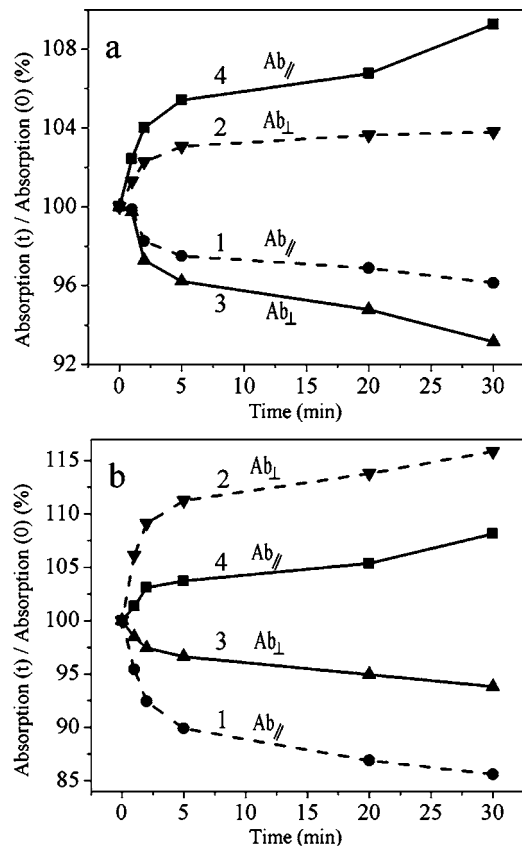 a
Absorption (t) / Absorption (0) (%)
108
104
100
96
92
4 Ab∥
2 Ab⊥
1 Ab∥
3 Ab⊥
0 5 10 15 20 25 30
Time (min)
b
Absorption (t) / Absorption (0) (%)
115
110
105
100
95
90
85
2 Ab⊥
4 Ab∥
3 Ab⊥
1 Ab∥
0 5 10 15 20 25 30
Time (min)